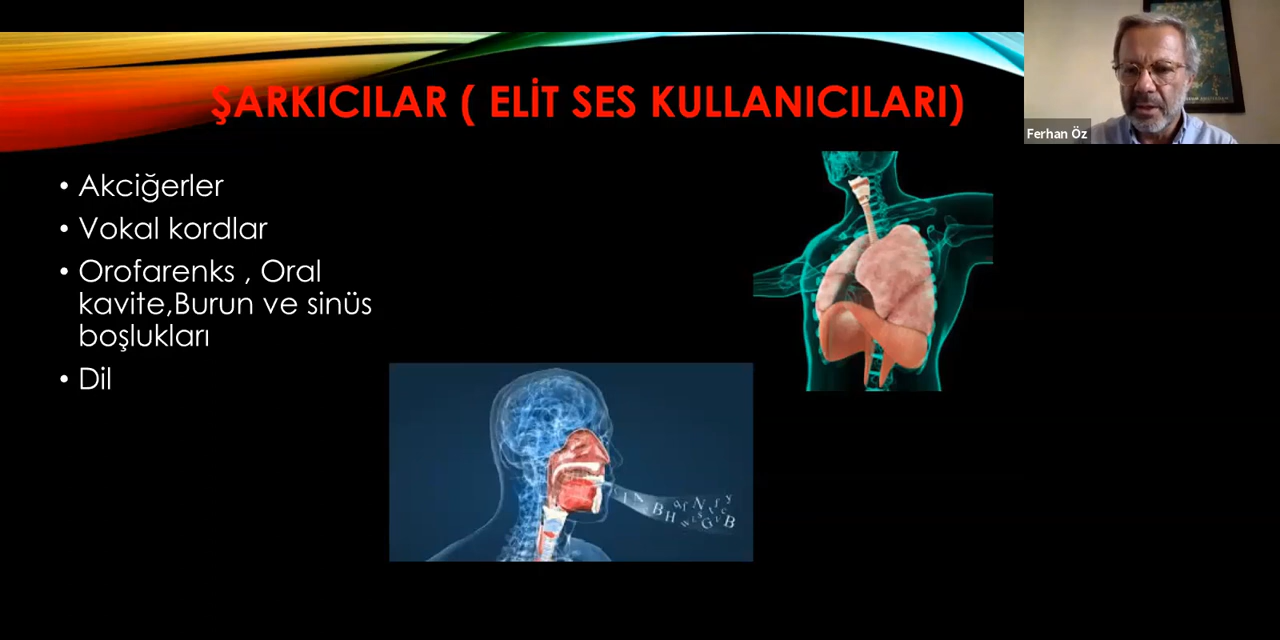 ŞARKICILAR ( ELİT SES KULLANICILARI)
Ferhan Öz
• Akciğerler
• Vokal kordlar
• Orofarenks , Oral
kavite,Burun ve sinüs
boşlukları
• Dil